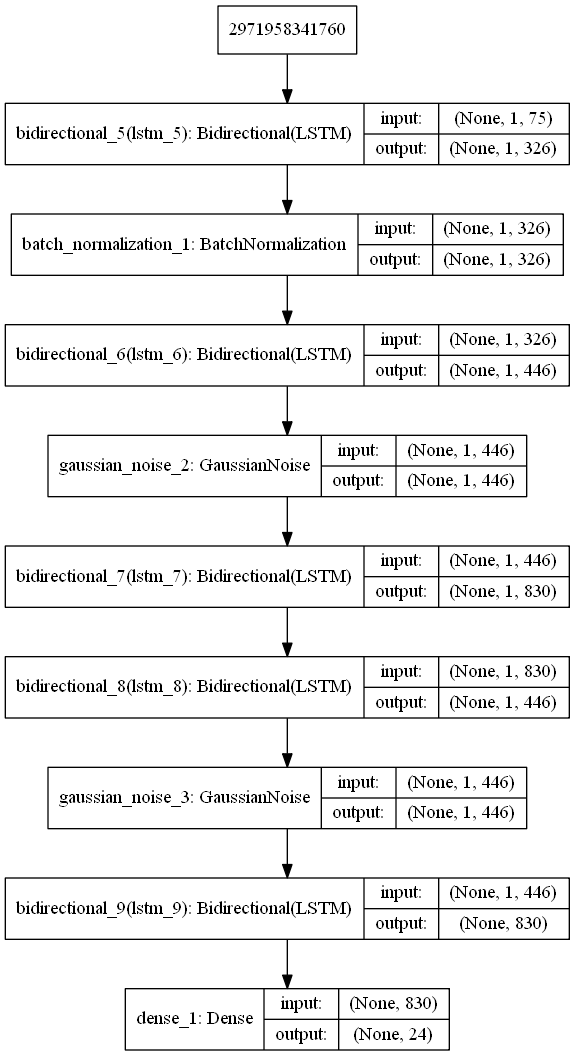 2971958341760
bidirectional_5(lstm_5): Bidirectional(LSTM)
input: (None, 1, 75)
output: (None, 1, 326)
batch_normalization_1: BatchNormalization
input: (None, 1, 326)
output: (None, 1, 326)
bidirectional_6(lstm_6): Bidirectional(LSTM)
input: (None, 1, 326)
output: (None, 1, 446)
gaussian_noise_2: GaussianNoise
input: (None, 1, 446)
output: (None, 1, 446)
bidirectional_7(lstm_7): Bidirectional(LSTM)
input: (None, 1, 446)
output: (None, 1, 830)
bidirectional_8(lstm_8): Bidirectional(LSTM)
input: (None, 1, 830)
output: (None, 1, 446)
gaussian_noise_3: GaussianNoise
input: (None, 1, 446)
output: (None, 1, 446)
bidirectional_9(lstm_9): Bidirectional(LSTM)
input: (None, 1, 446)
output: (None, 830)
dense_1: Dense
input: (None, 830)
output: (None, 24)